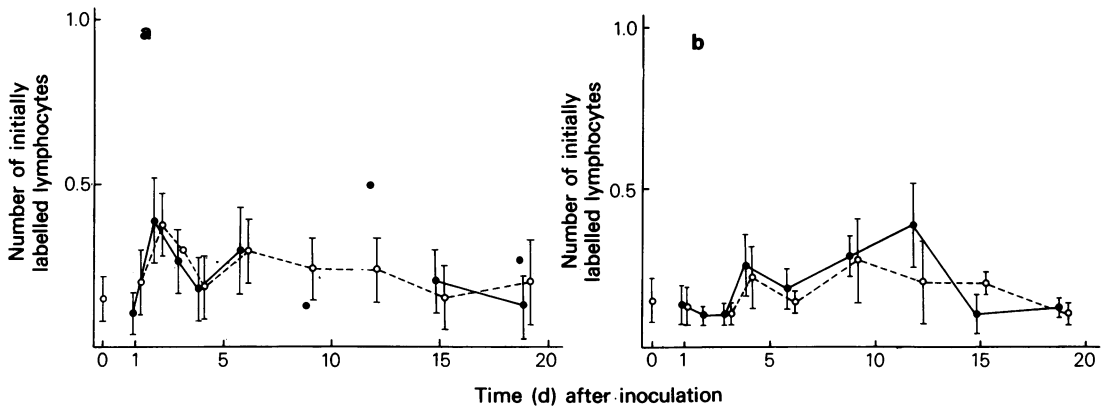 1.0
a
0.5
Number of initially
labelled lymphocytes
0 1 5 10 15 20
1.0
b
0.5
Number of initially
labelled lymphocytes
0 1 5 10 15 20
Time (d) after inoculation